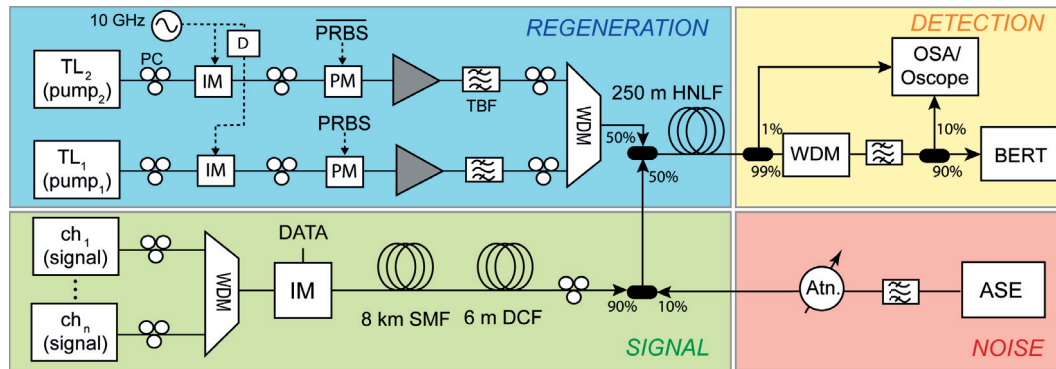 REGENERATION
10 GHz
D
PRBS
TL2
(pump2)
PC
IM
PM
TBF
WDM
250 m HNLF
50%
50%
TL1
(pump1)
IM
PRBS
PM
DETECTION
OSA/
Oscope
1%
99%
WDM
10%
90%
BERT
ch1
(signal)
chn
(signal)
WDM
DATA
IM
8 km SMF
6 m DCF
90%
10%
SIGNAL
Atn.
ASE
NOISE